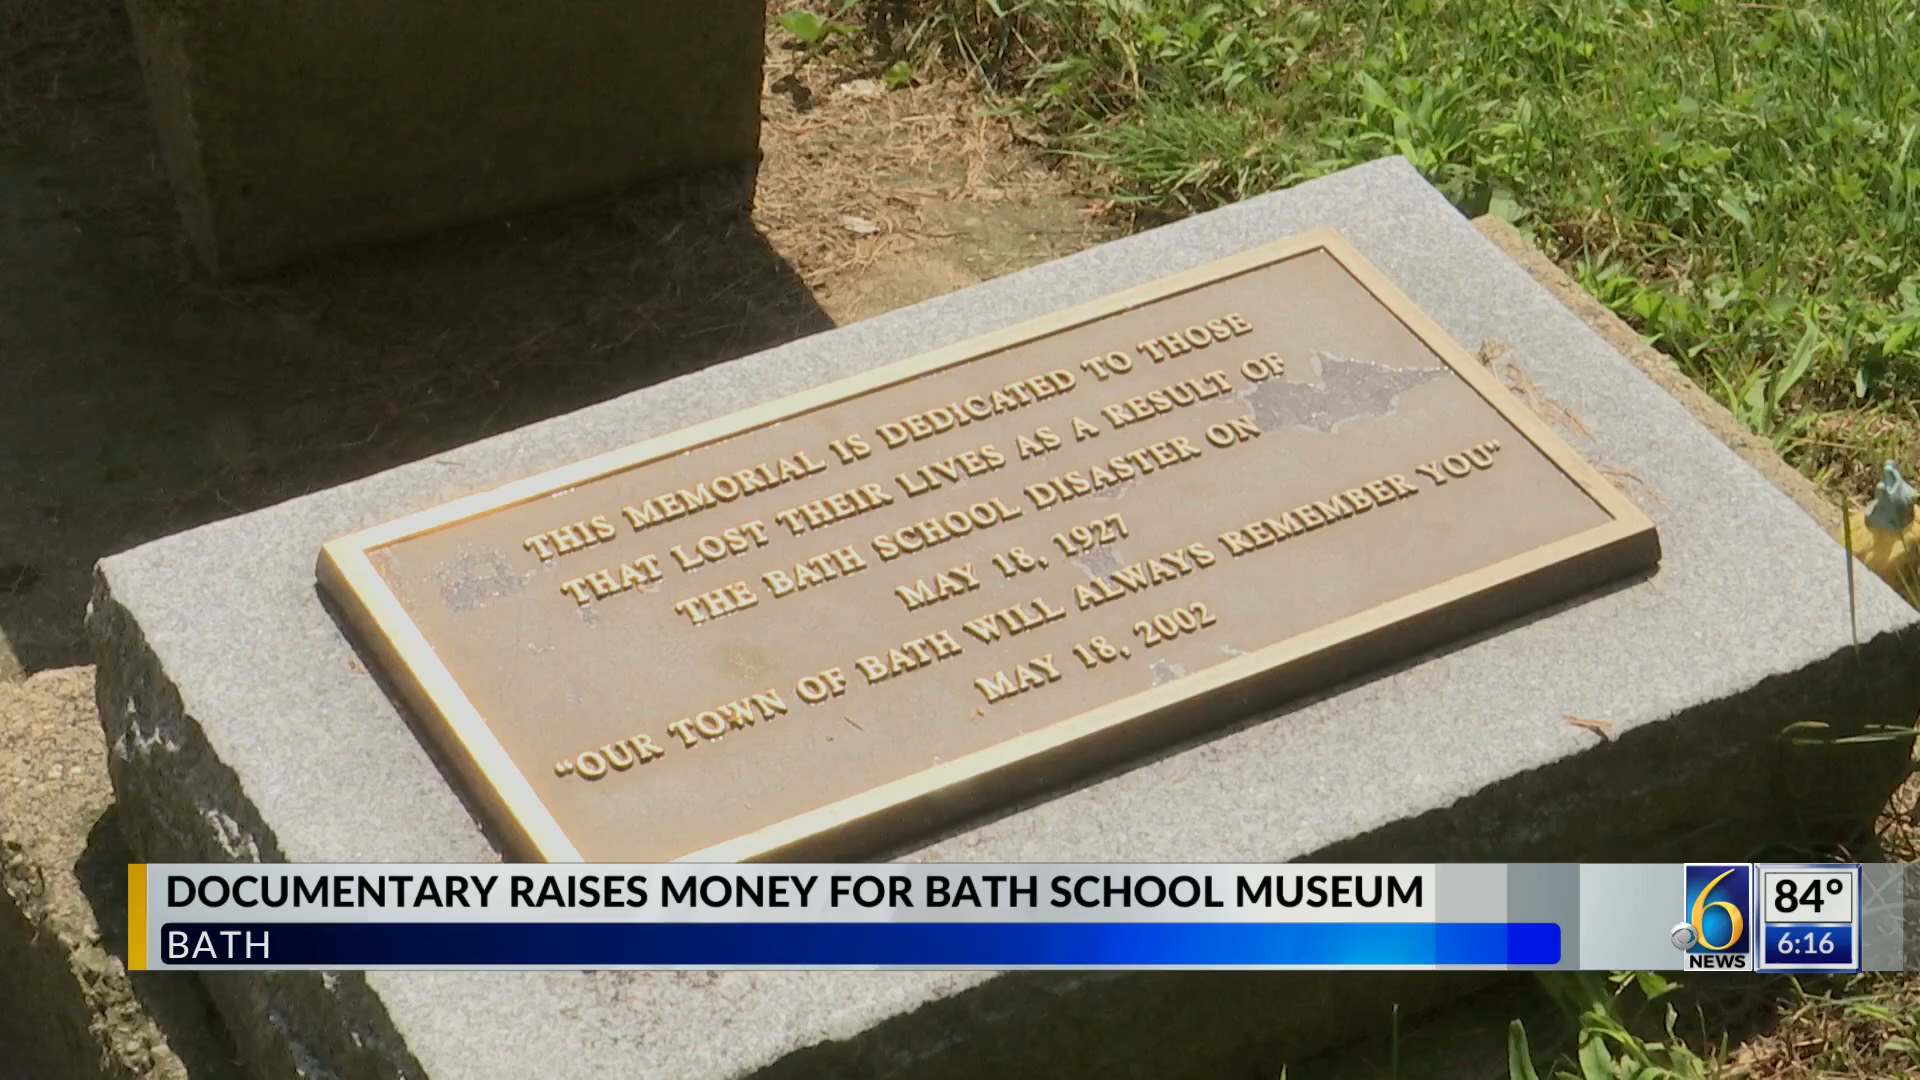 THIS MEMORIAL IS DEDICATED TO THOSE
THAT LOST THEIR LIVES AS A RESULT OF
THE BATH SCHOOL DISASTER ON
MAY 18, 1927
"OUR TOWN OF BATH WILL ALWAYS REMEMBER YOU"
MAY 18, 2002
DOCUMENTARY RAISES MONEY FOR BATH SCHOOL MUSEUM
BATH
6
NEWS
84°
6:16